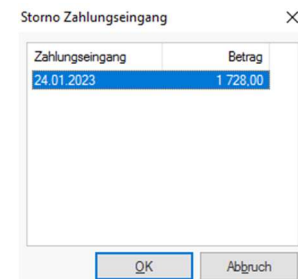 Storno Zahlungseingang
Zahlungseingang Betrag
24.01.2023 1 728,00
OK Abbruch